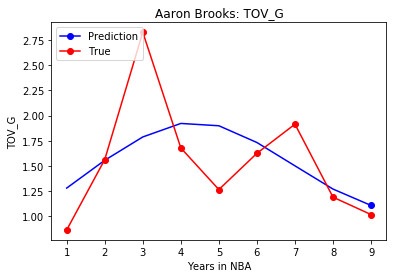 Aaron Brooks: TOV_G
Prediction
True
2.75
2.50
2.25
2.00
1.75
1.50
1.25
1.00
TOV_G
1 2 3 4 5 6 7 8 9
Years in NBA